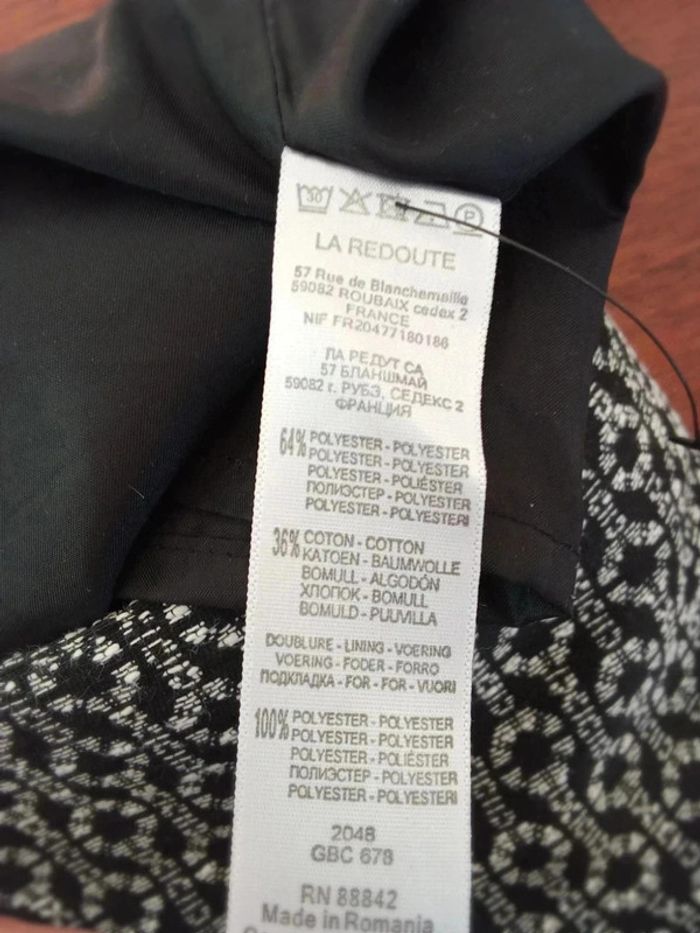 30
P
LA REDOUTE
57 Rue de Blanchemaille
59082 ROUBAIX cedex 2
FRANCE
NIF FR20477180186
ЛА РЕДУТ СА
57 БЛАНШМАЙ
59082 г. РУБЭ, СЕДЕКС 2
ФРАНЦИЯ
64% POLYESTER - POLYESTER
POLYESTER - POLYESTER
POLYESTER - POLIÉSTER
ПОЛИЭСТЕР - POLYESTER
POLYESTER - POLYESTERI
36% COTON - COTTON
KATOEN - BAUMWOLLE
BOMULL - ALGODÓN
ХЛОПОК - BOMULL
BOMULD - PUUVILLA
DOUBLURE - LINING - VOERING
VOERING - FODER - FORRO
ПОДКЛАДКА - FOR - FOR - VUORI
100% POLYESTER - POLYESTER
POLYESTER - POLYESTER
POLYESTER - POLIÉSTER
ПОЛИЭСТЕР - POLYESTER
POLYESTER - POLYESTERI
2048
GBC 678
RN 88842
Made in Romania